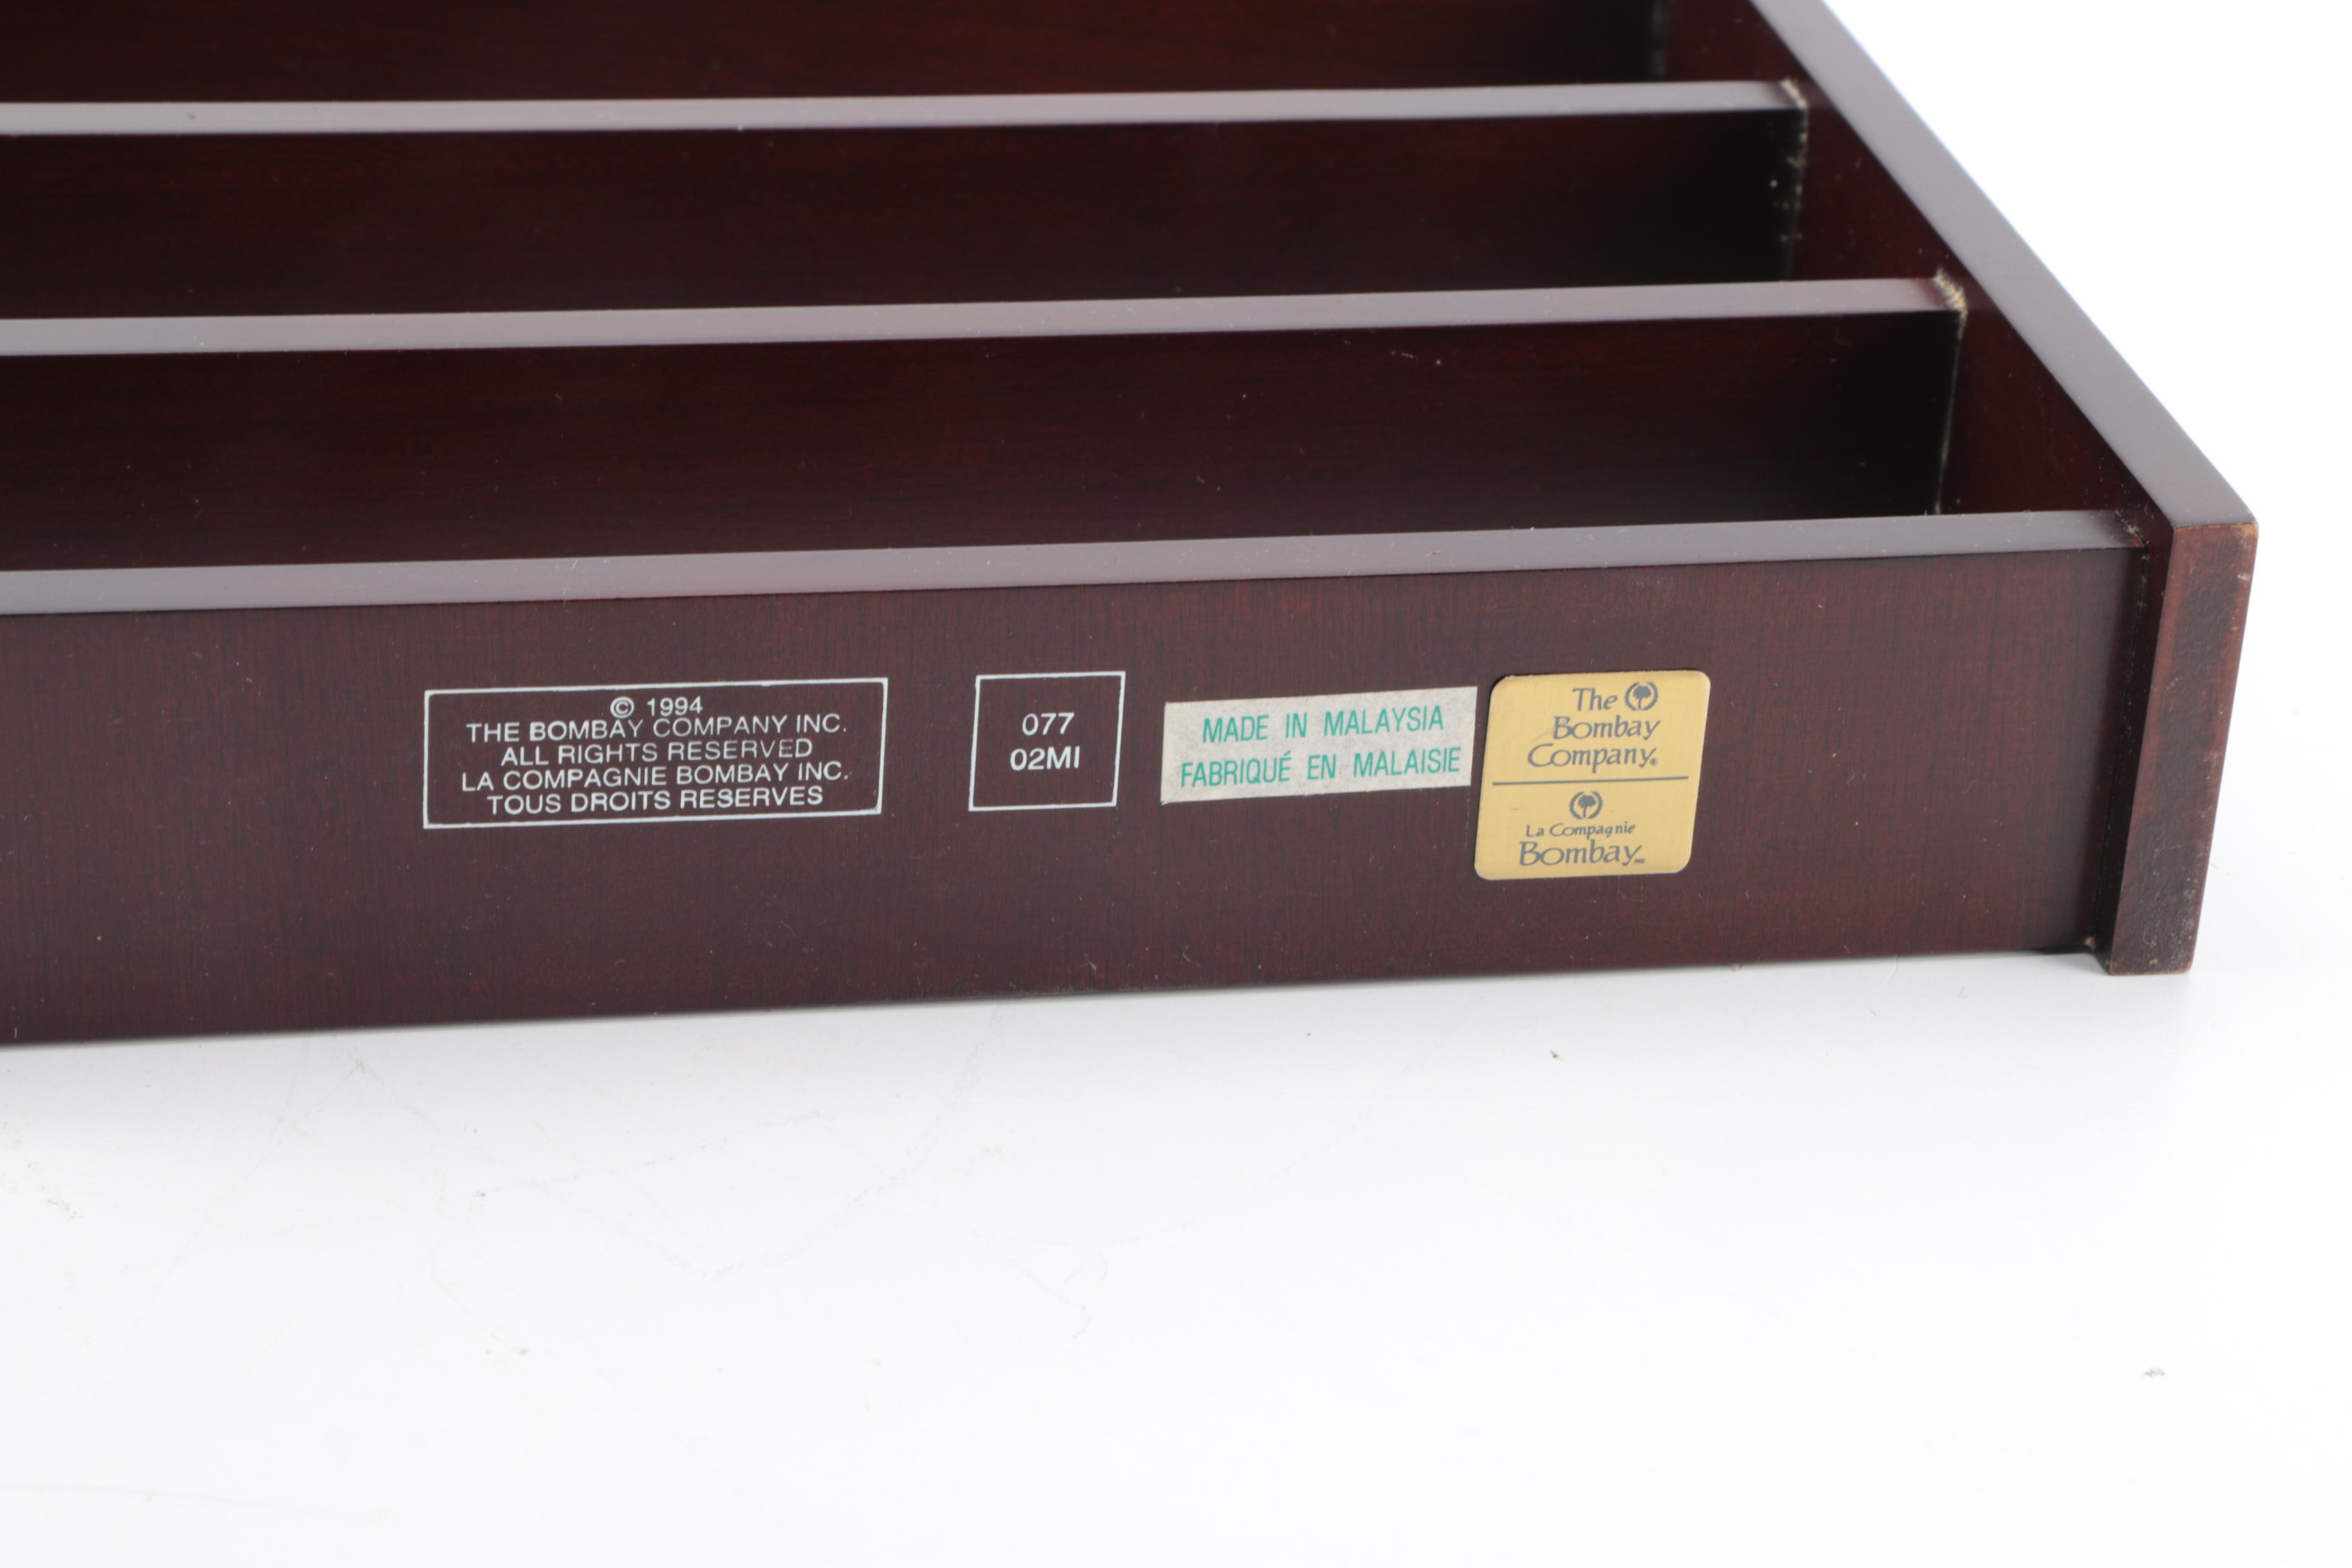 © 1994
THE BOMBAY COMPANY INC.
ALL RIGHTS RESERVED
LA COMPAGNIE BOMBAY INC.
TOUS DROITS RESERVES
077
02MI
MADE IN MALAYSIA
FABRIQUÉ EN MALAISIE
The
Bombay
Company®
La Compagnie
Bombay